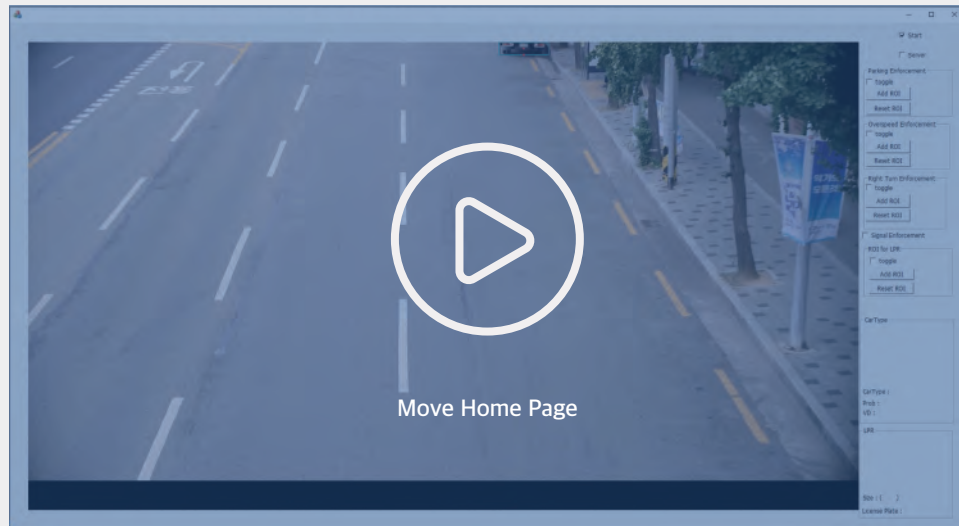 Start
Server
Parking Enforcement
toggle
Add ROI
Reset ROI
Overspeed Enforcement
toggle
Add ROI
Reset ROI
Right Turn Enforcement
toggle
Add ROI
Reset ROI
Signal Enforcement
ROI for LPR
toggle
Add ROI
Reset ROI
CarType
Move Home Page
CarType :
Prob :
VEI :
LPR
Size : [ ]
License Plate :